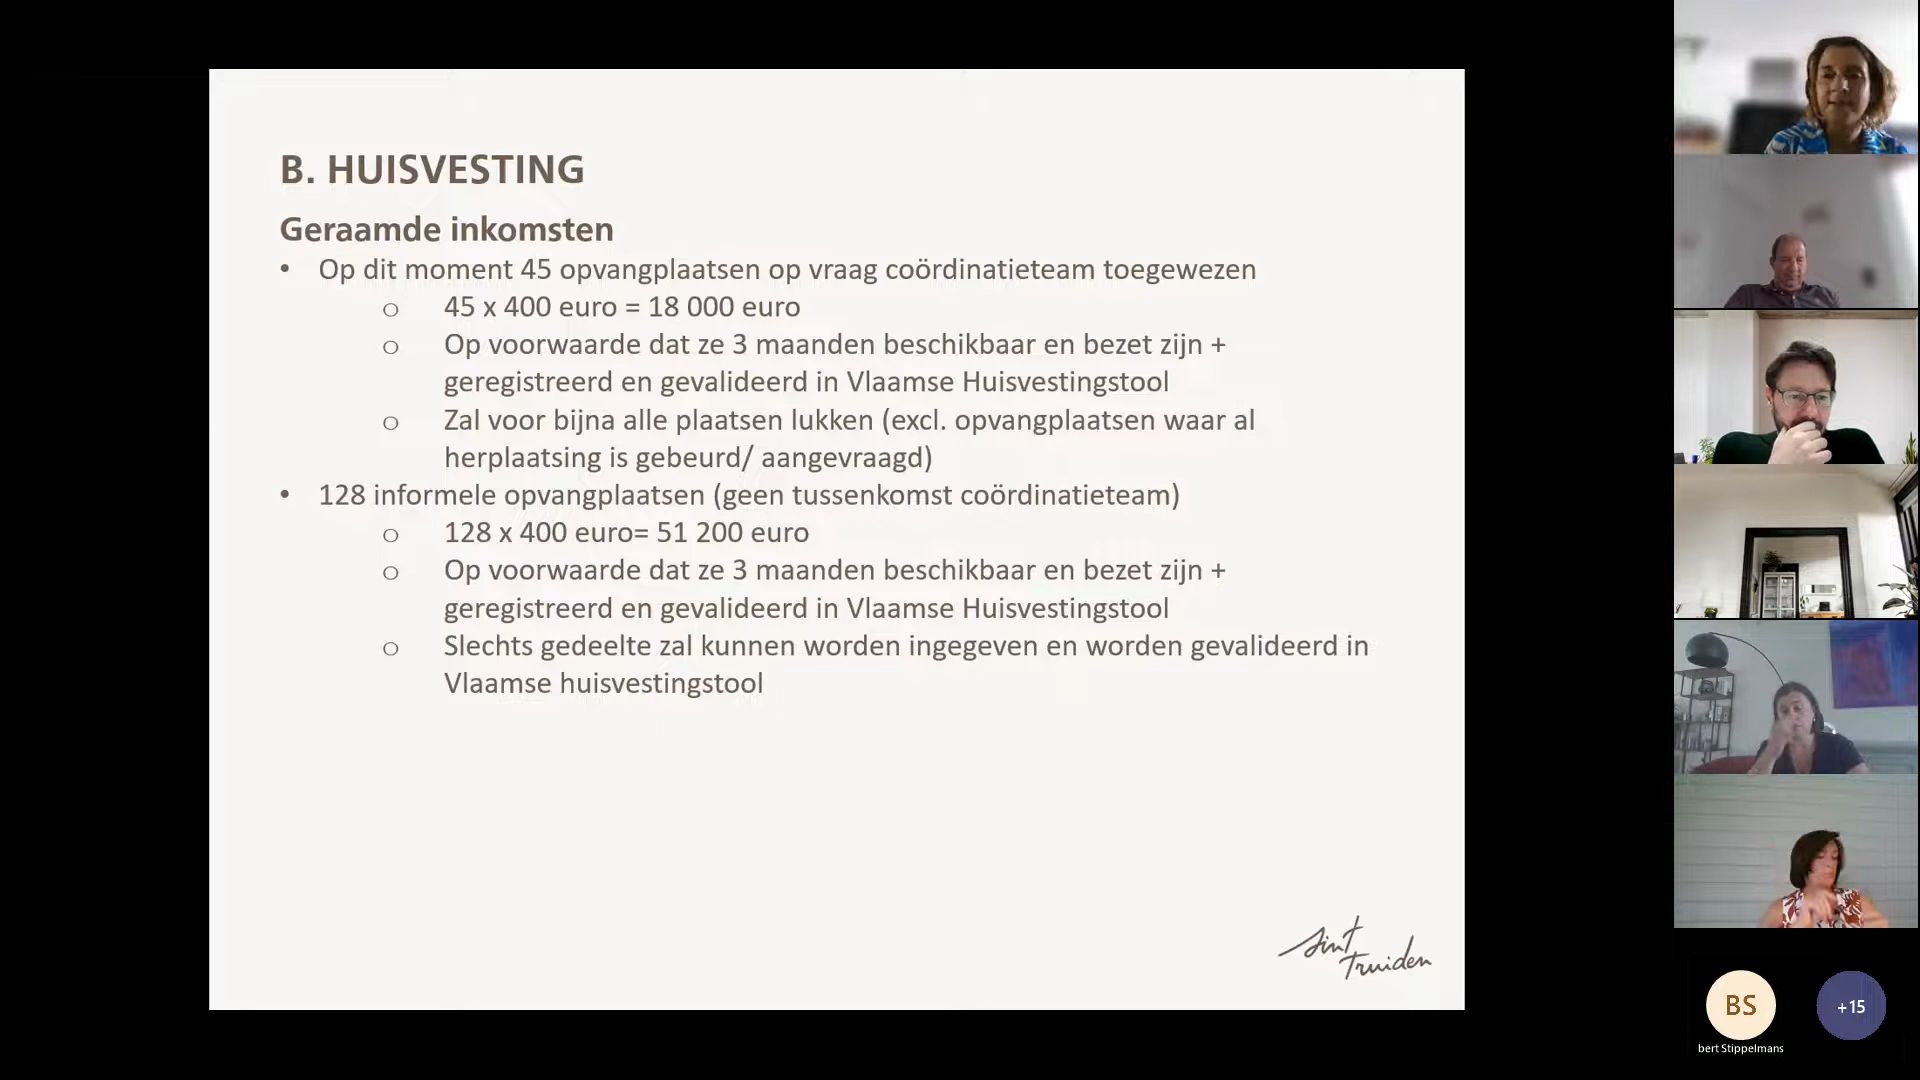 B. HUISVESTING
Geraamde inkomsten
• Op dit moment 45 opvangplaatsen op vraag coördinatieteam toegewezen
o 45 x 400 euro = 18 000 euro
o Op voorwaarde dat ze 3 maanden beschikbaar en bezet zijn +
geregistreerd en gevalideerd in Vlaamse Huisvestingstool
o Zal voor bijna alle plaatsen lukken (excl. opvangplaatsen waar al
herplaatsing is gebeurd/ aangevraagd)
• 128 informele opvangplaatsen (geen tussenkomst coördinatieteam)
o 128 x 400 euro= 51 200 euro
o Op voorwaarde dat ze 3 maanden beschikbaar en bezet zijn +
geregistreerd en gevalideerd in Vlaamse Huisvestingstool
o Slechts gedeelte zal kunnen worden ingegeven en worden gevalideerd in
Vlaamse huisvestingstool
sint
truiden
BS
+15
bert Stippelmans